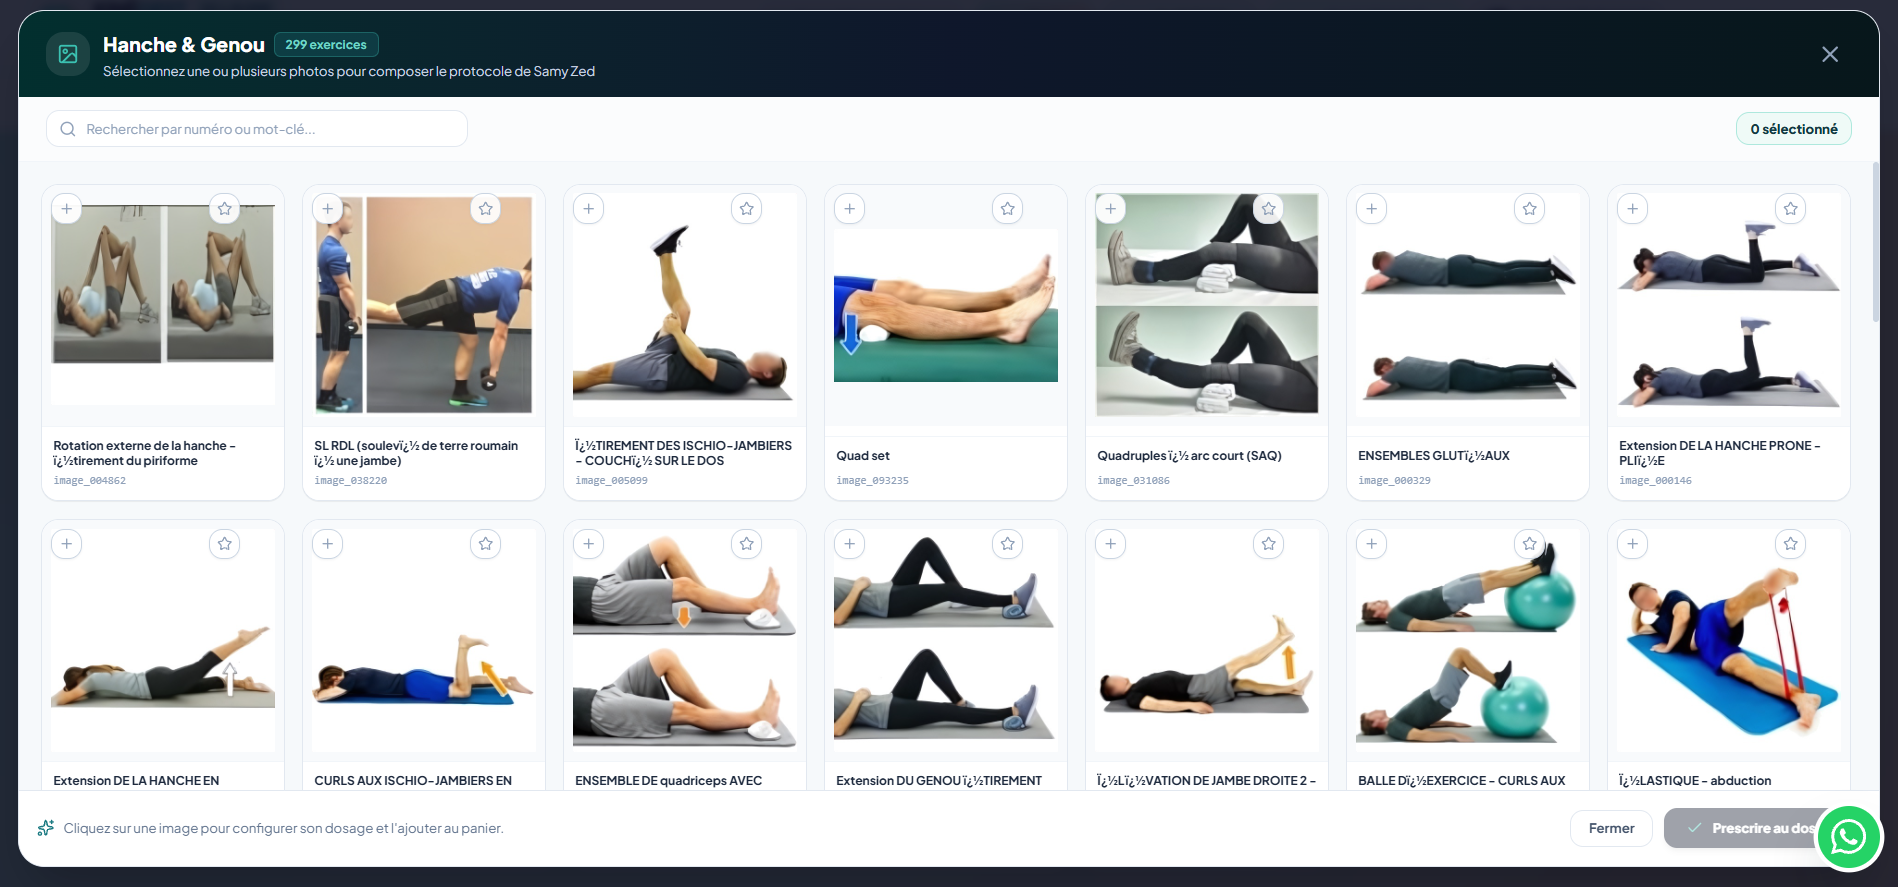 Hanche & Genou
299 exercices
Sélectionnez une ou plusieurs photos pour composer le protocole de Samy Zed
Rechercher par numéro ou mot-clé...
0 sélectionné
Rotation externe de la hanche -
ï¿½tirement du piriforme
image_004862
SL RDL (soulevï¿½ de terre roumain
ï¿½ une jambe)
image_038220
Ï¿½TIREMENT DES ISCHIO-JAMBIERS
- COUCHï¿½ SUR LE DOS
image_005099
Quad set
image_093235
Quadruples ï¿½ arc court (SAQ)
image_031086
ENSEMBLES GLUTï¿½AUX
image_000329
Extension DE LA HANCHE PRONE -
PLIï¿½E
image_000146
Extension DE LA HANCHE EN
CURLS AUX ISCHIO-JAMBIERS EN
ENSEMBLE DE quadriceps AVEC
Extension DU GENOU ï¿½TIREMENT
Ï¿½Lï¿½VATION DE JAMBE DROITE 2 -
BALLE Dï¿½EXERCICE - CURLS AUX
Ï¿½LASTIQUE - abduction
Cliquez sur une image pour configurer son dosage et l'ajouter au panier.
Fermer
Prescrire au dos